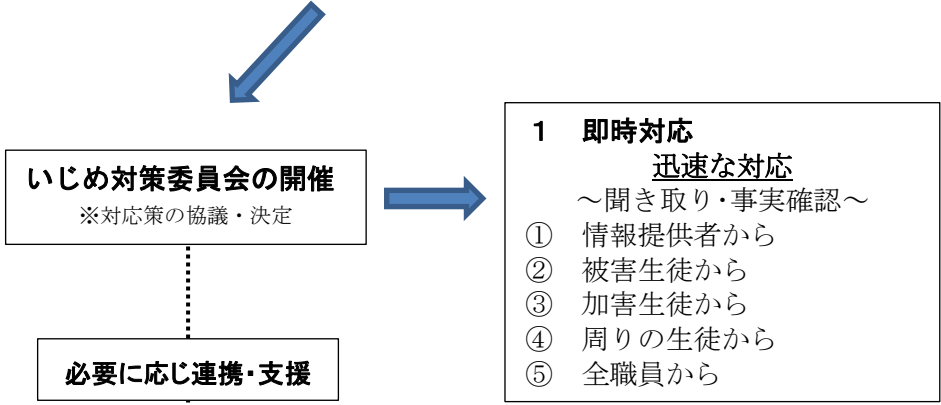 いじめ対策委員会の開催
※対応策の協議・決定
必要に応じ連携・支援
１　即時対応
迅速な対応
～聞き取り・事実確認～
①　情報提供者から
②　被害生徒から
③　加害生徒から
④　周りの生徒から
⑤　全職員から